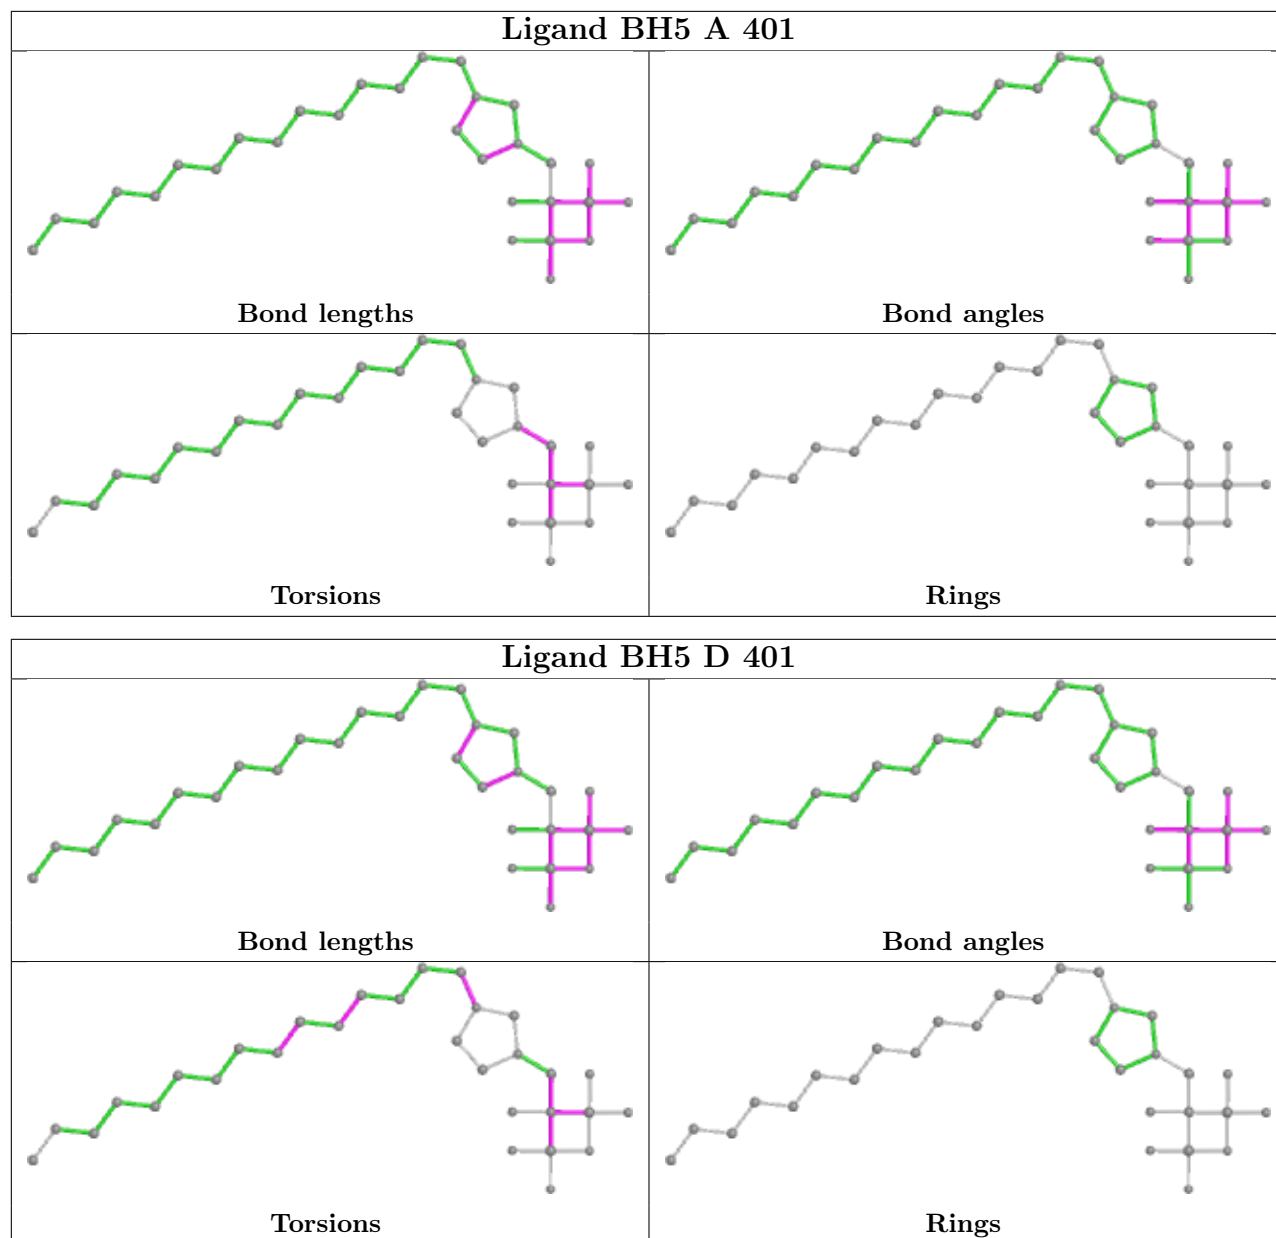 Ligand BH5 A 401
Bond lengths
Bond angles
Torsions
Rings
Ligand BH5 D 401
Bond lengths
Bond angles
Torsions
Rings